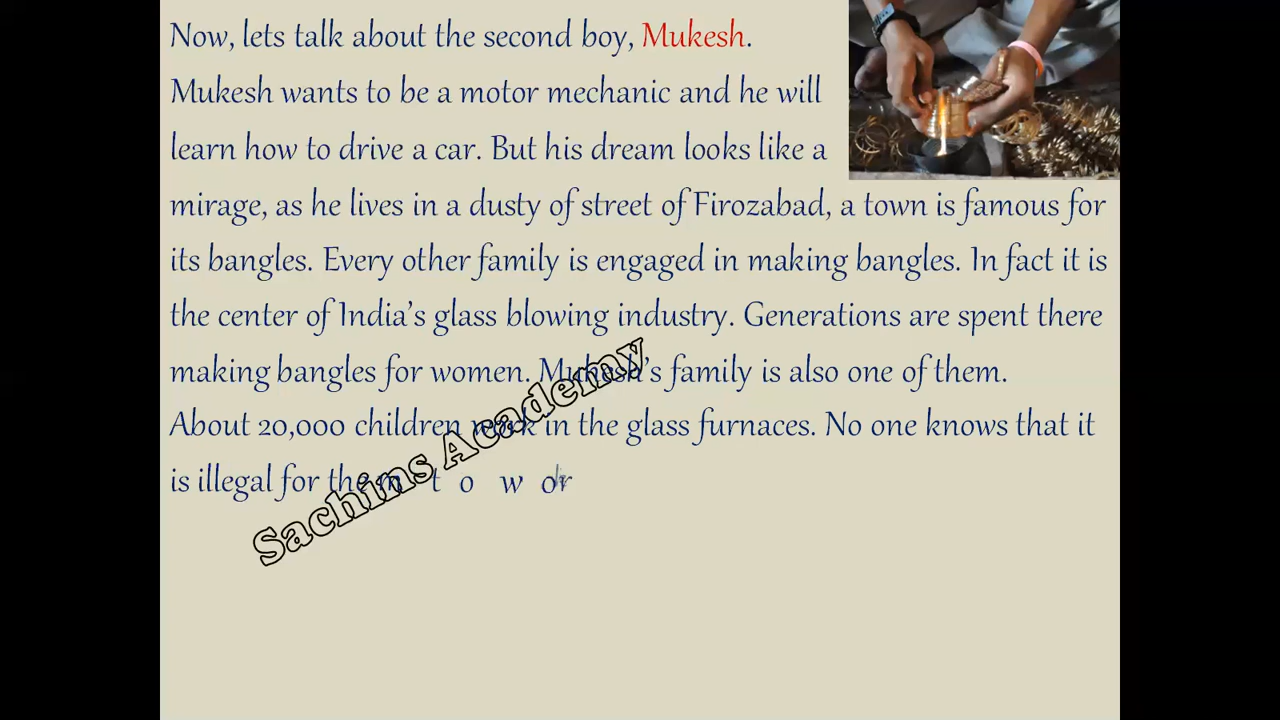 Now, lets talk about the second boy, Mukesh.
Mukesh wants to be a motor mechanic and he will
learn how to drive a car. But his dream looks like a
mirage, as he lives in a dusty of street of Firozabad, a town is famous for
its bangles. Every other family is engaged in making bangles. In fact it is
the center of India's glass blowing industry. Generations are spent there
making bangles for women. Mukesh's family is also one of them.
About 20,000 children work in the glass furnaces. No one knows that it
is illegal for them to wor
Sachins Academy